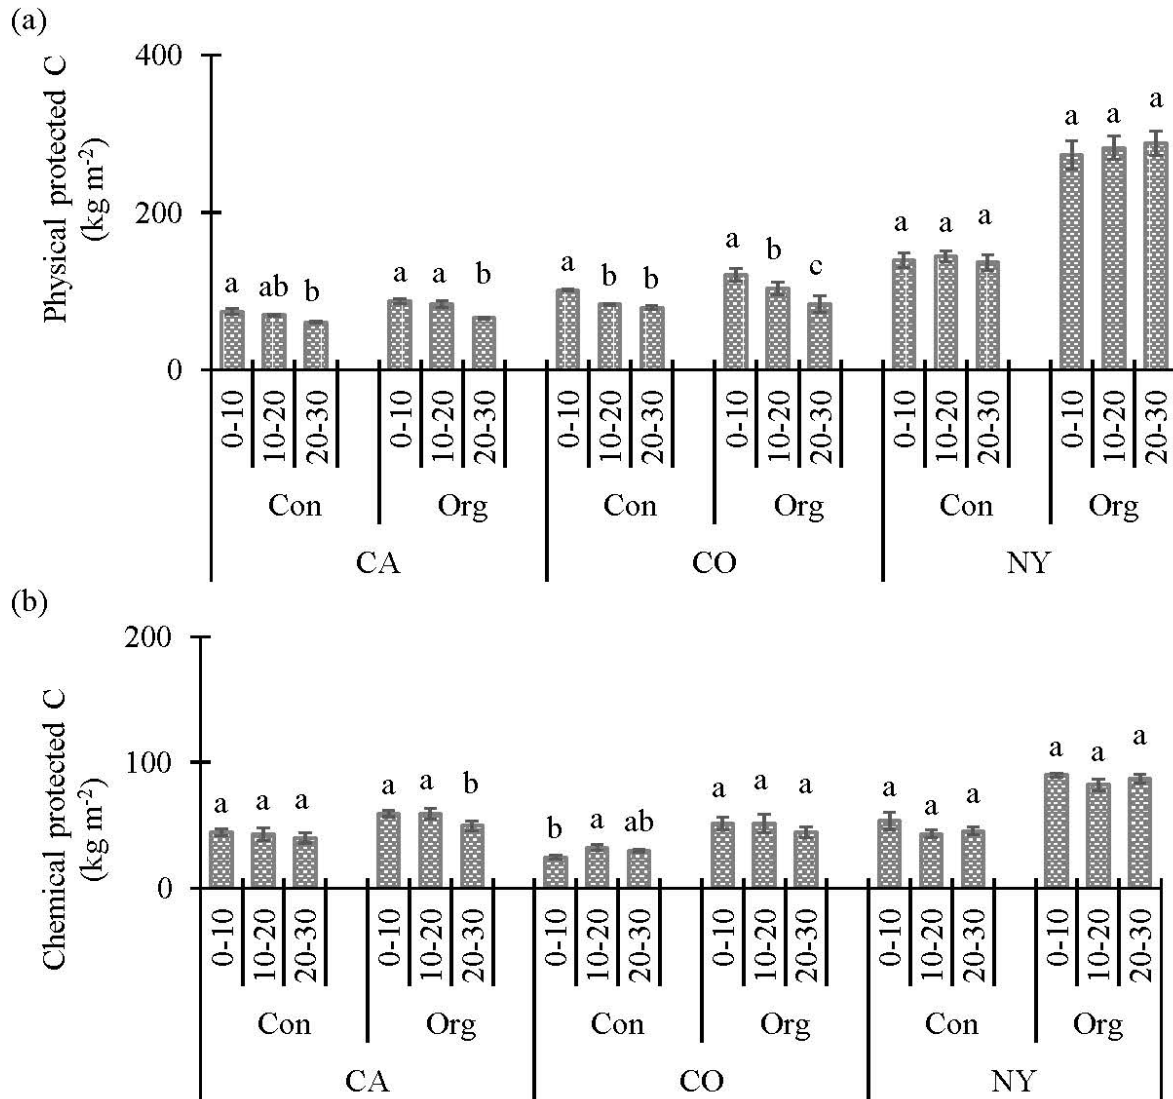 (a)
Physical protected C
(kg m⁻²)
400
200
0
a ab b a a b a b b a b c a a a a a a
0-10 10-20 20-30 0-10 10-20 20-30 0-10 10-20 20-30 0-10 10-20 20-30 0-10 10-20 20-30 0-10 10-20 20-30
Con Org Con Org Con Org
CA CO NY
(b)
Chemical protected C
(kg m⁻²)
200
100
0
a a a a a b b a ab a a a a a a a a a
0-10 10-20 20-30 0-10 10-20 20-30 0-10 10-20 20-30 0-10 10-20 20-30 0-10 10-20 20-30 0-10 10-20 20-30
Con Org Con Org Con Org
CA CO NY